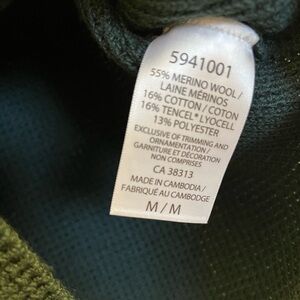 5941001
55% MERINO WOOL /
LAINE MÉRINOS
16% COTTON / COTON
16% TENCEL* LYOCELL
13% POLYESTER
EXCLUSIVE OF TRIMMING AND
ORNAMENTATION /
GARNITURE ET DÉCORATION
NON COMPRISES
CA 38313
MADE IN CAMBODIA /
FABRIQUÉ AU CAMBODGE
M / M